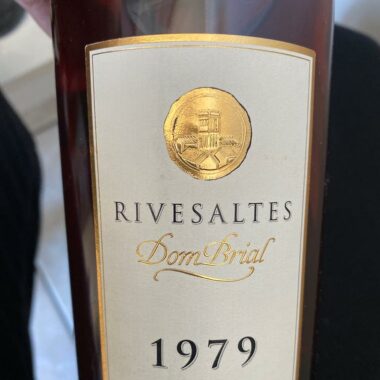 RIVESALTES
Dom Brial
1979